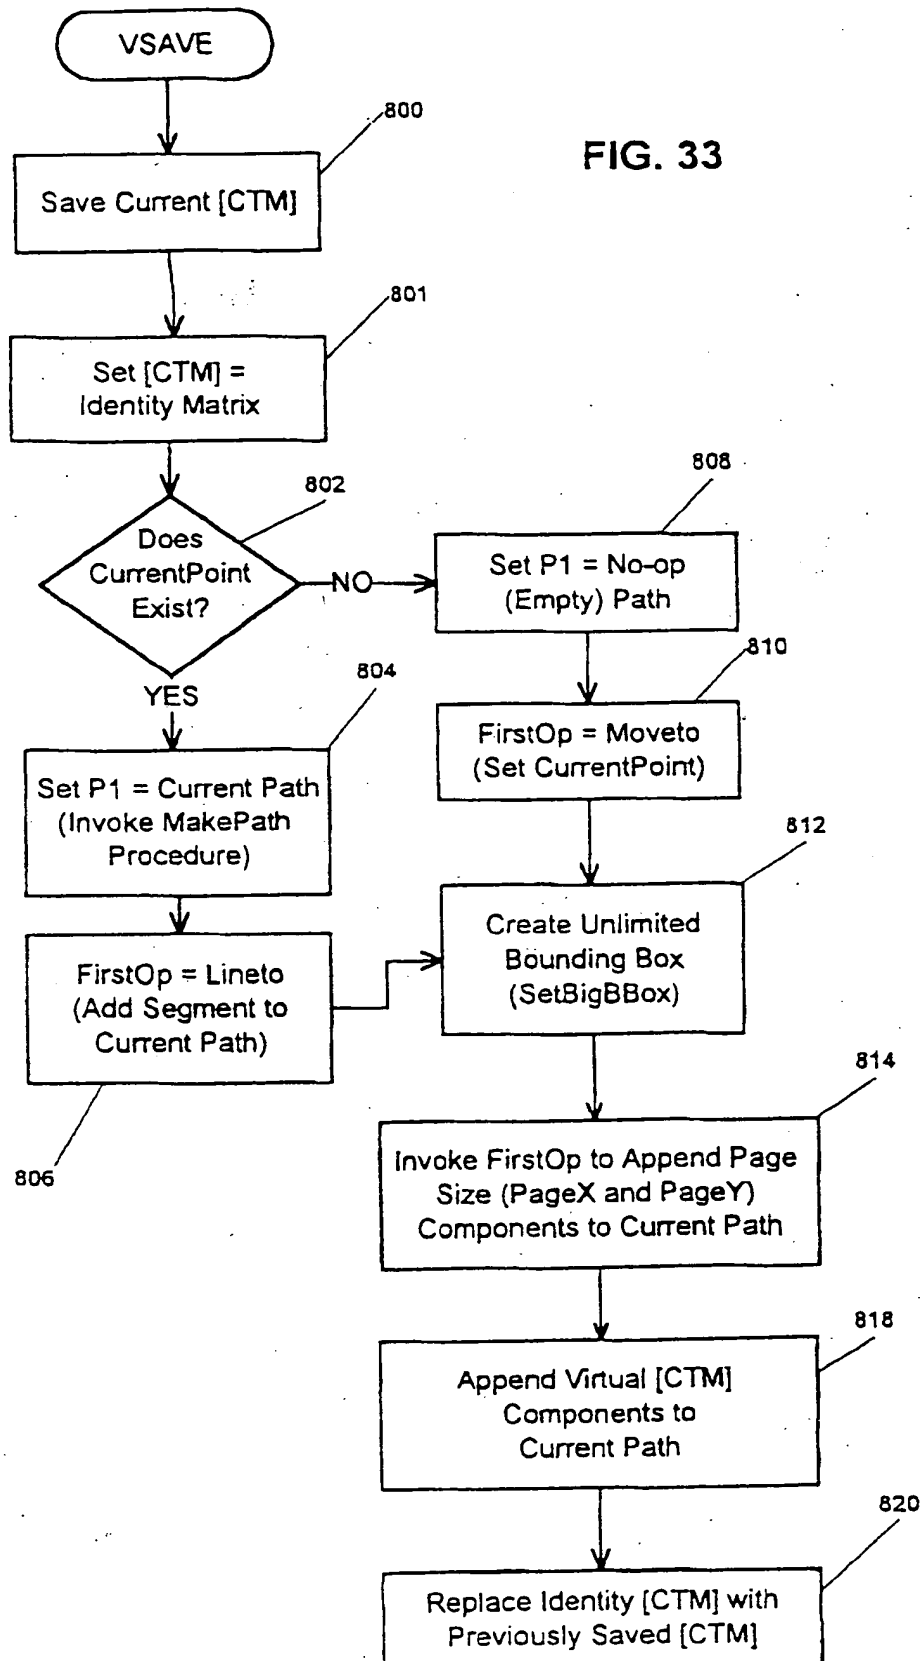 VSAVE
800
FIG. 33
Save Current [CTM]
801
Set [CTM] =
Identity Matrix
802
Does
CurrentPoint
Exist?
NO
808
Set P1 = No-op
(Empty) Path
810
YES
804
FirstOp = Moveto
(Set CurrentPoint)
Set P1 = Current Path
(Invoke MakePath
Procedure)
812
Create Unlimited
Bounding Box
(SetBigBBox)
FirstOp = Lineto
(Add Segment to
Current Path)
806
814
Invoke FirstOp to Append Page
Size (PageX and PageY)
Components to Current Path
818
Append Virtual [CTM]
Components to
Current Path
820
Replace Identity [CTM] with
Previously Saved [CTM]